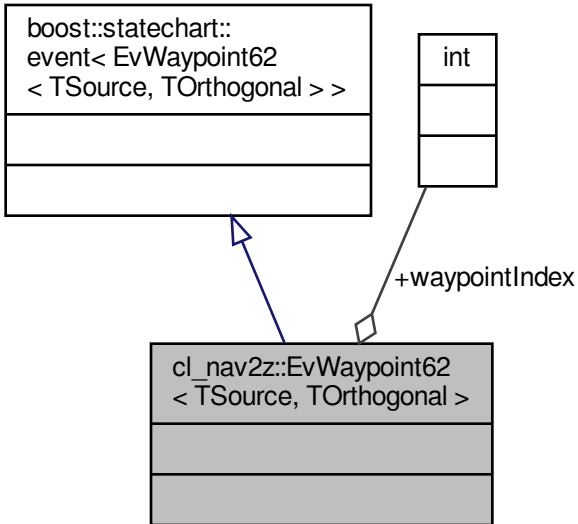 boost::statechart::
event< EvWaypoint62
< TSource, TOrthogonal > >
int
+waypointIndex
cl_nav2z::EvWaypoint62
< TSource, TOrthogonal >